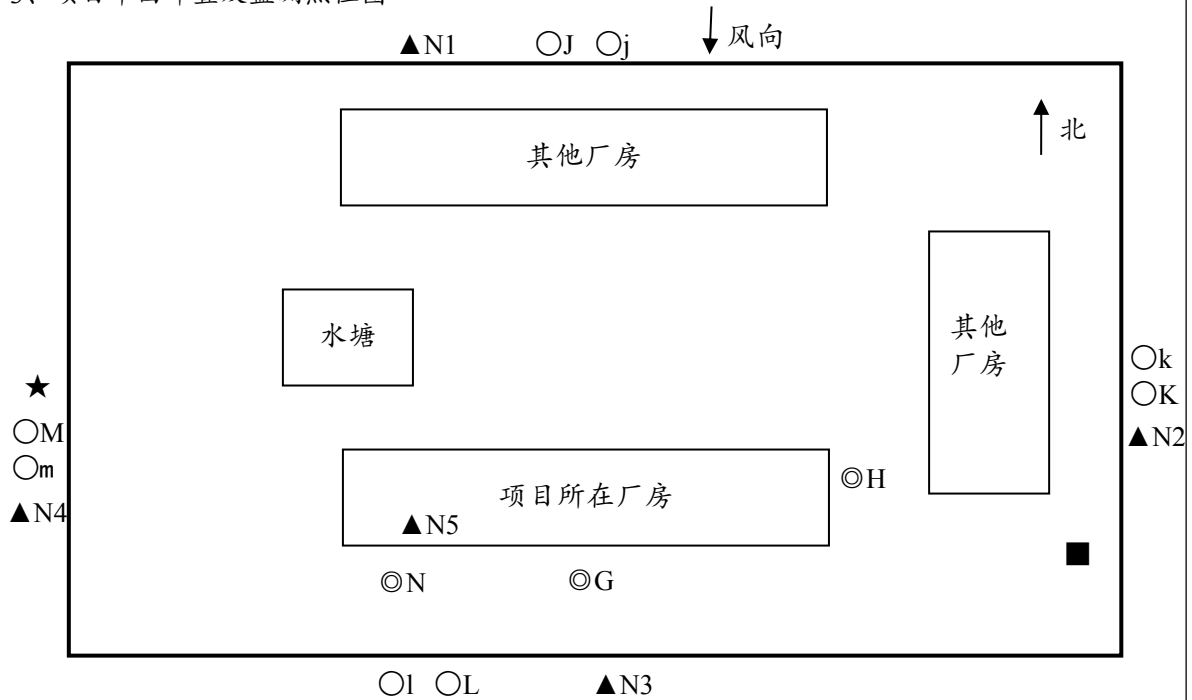 ▲N1 ○J ○j 风向
北
其他厂房
其他
厂房
水塘
★
○k
○K
○M
▲N2
○m
◎H
项目所在厂房
▲N4
▲N5
■
◎N ◎G
○l ○L ▲N3